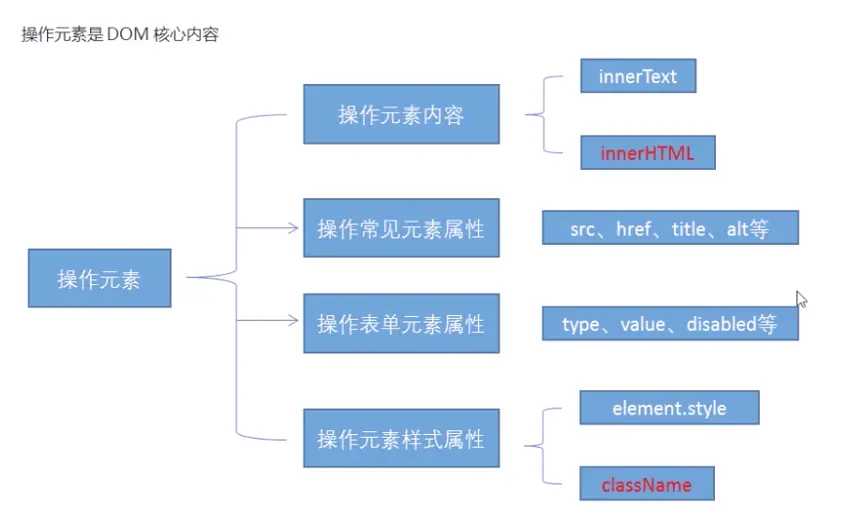 操作元素是 DOM 核心内容
操作元素
操作元素内容
innerText
innerHTML
操作常见元素属性
src、href、title、alt等
操作表单元素属性
type、value、disabled等
操作元素样式属性
element.style
className